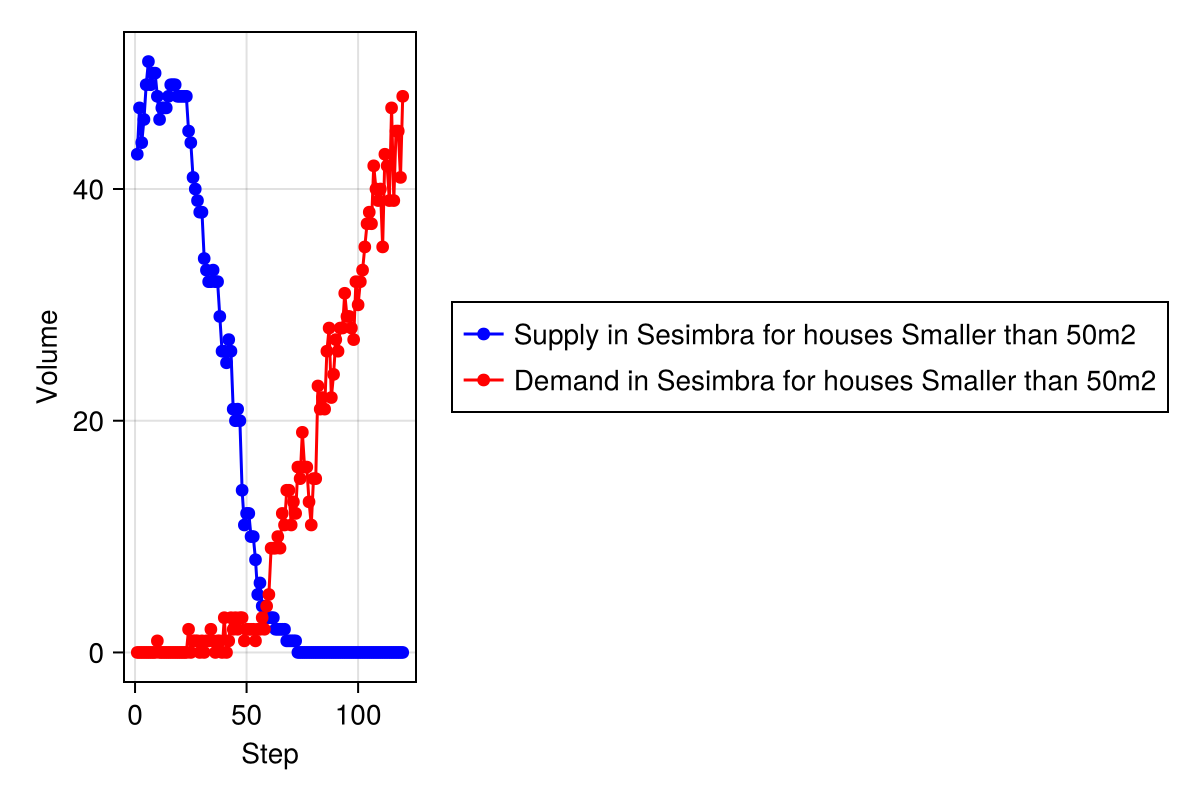 Volume
40
20
0
0 50 100
Step
Supply in Sesimbra for houses Smaller than 50m2
Demand in Sesimbra for houses Smaller than 50m2